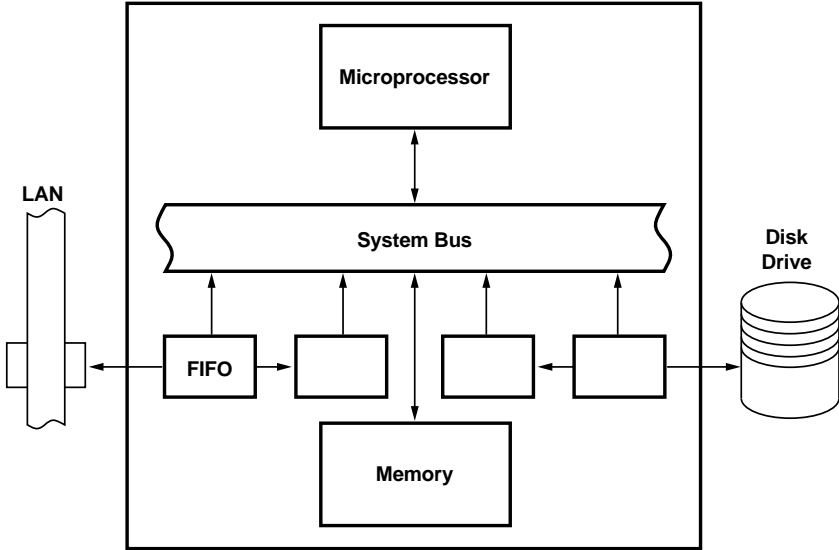 Microprocessor
LAN
System Bus
Disk
Drive
FIFO
Memory